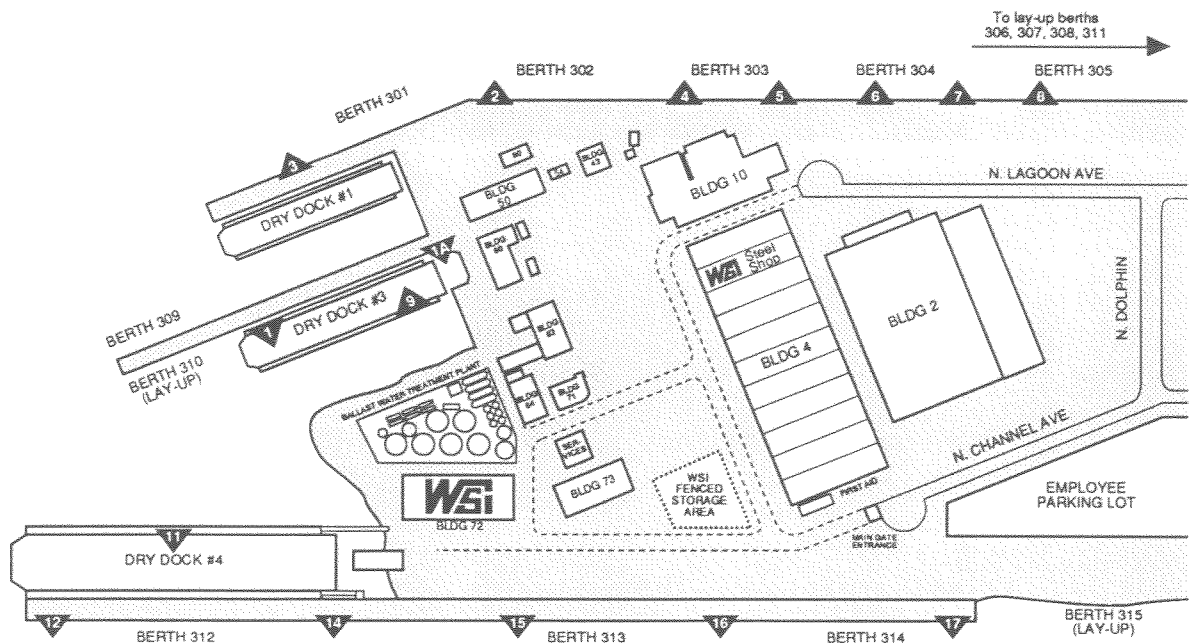 To lay-up berths
306, 307, 308, 311
BERTH 302
BERTH 303
BERTH 304
BERTH 305
2
4
5
6
7
8
BERTH 301
3
DRY DOCK #1
BLDG
43
BLDG
50
BLDG 10
N. LAGOON AVE
1A
WSI Steel
Shop
N. DOLPHIN
BERTH 309
1
DRY DOCK #3
9
BLDG 2
BERTH 310
(LAY-UP)
BLDG
BLDG 4
BALLAST WATER TREATMENT PLANT
BLDG
BLDG
71
N. CHANNEL AVE
SER-
VICES
BLDG 73
WSI
FENCED
STORAGE
AREA
FIRST AID
EMPLOYEE
PARKING LOT
WSI
BLDG 72
MAIN GATE
ENTRANCE
11
DRY DOCK #4
12
14
15
16
17
BERTH 312
BERTH 313
BERTH 314
BERTH 315
(LAY-UP)